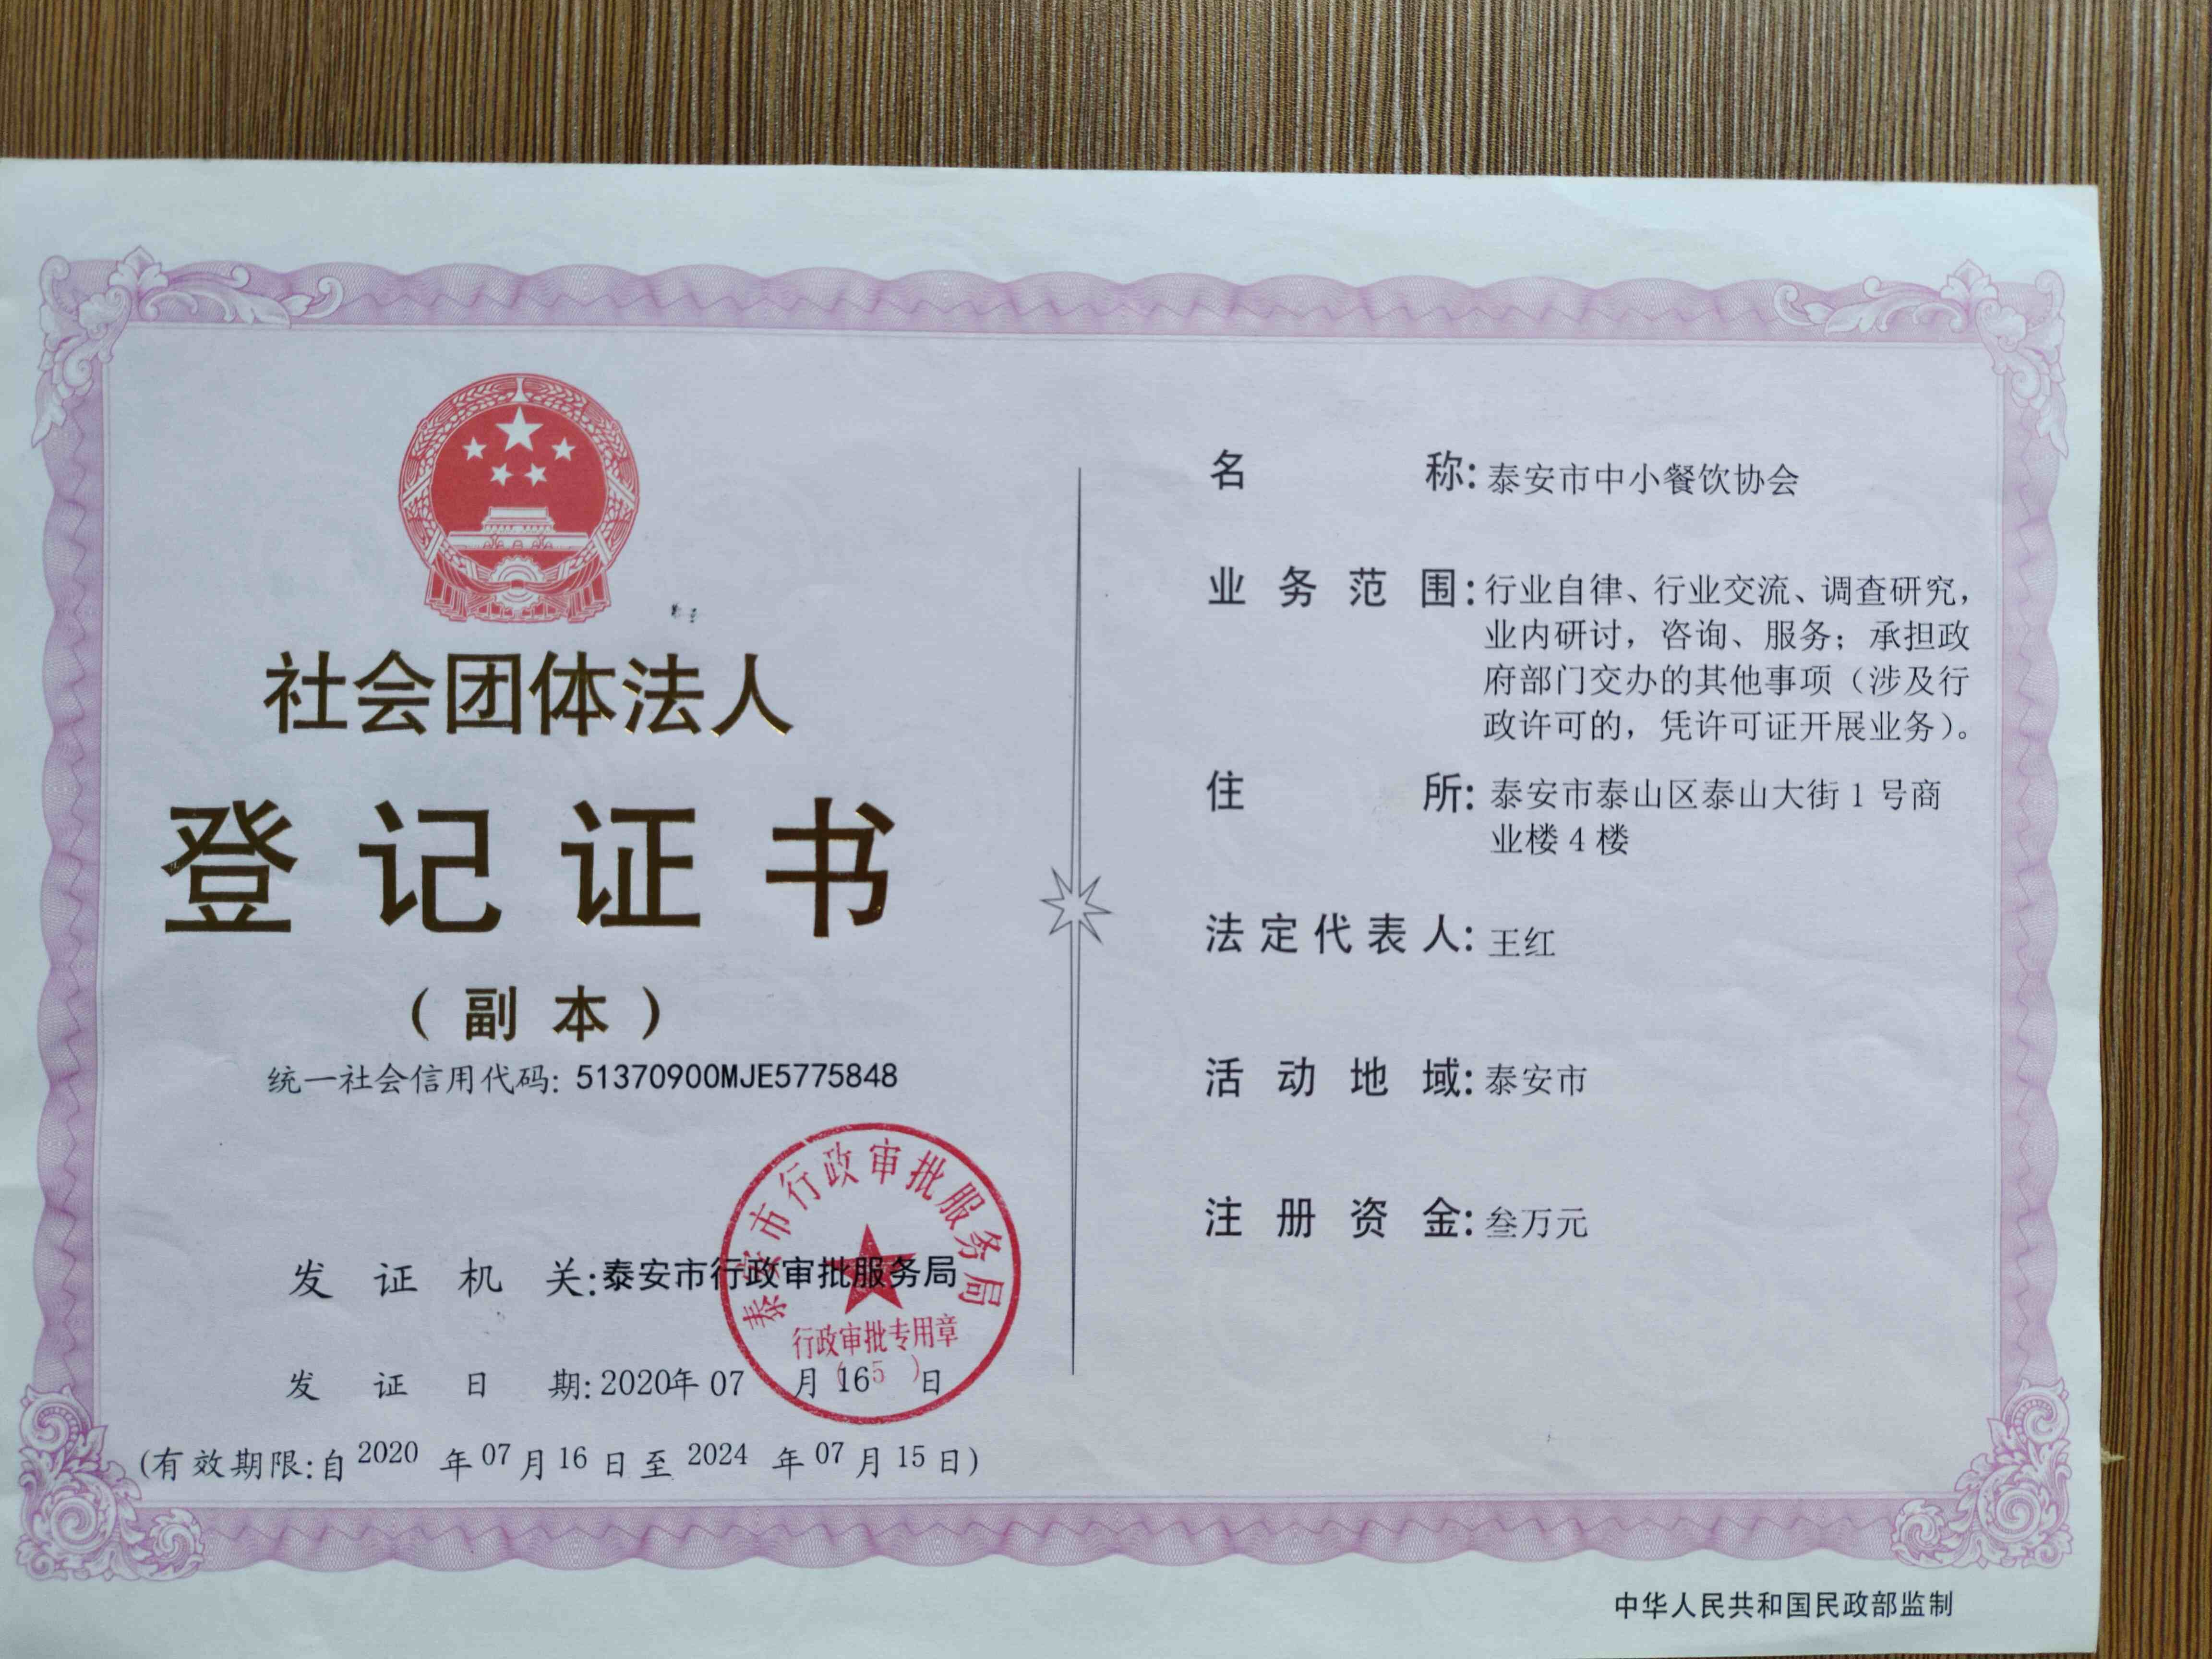 社会团体法人
登记证书
（副本）
统一社会信用代码: 51370900MJE5775848
发证机关:泰安市行政审批服务局
发证日期:2020年07月16日
(有效期限:自2020年07月16日至2024年07月15日)
泰安市行政审批服务局
行政审批专用章
（5）
名称:泰安市中小餐饮协会
业务范围:行业自律、行业交流、调查研究，
业内研讨，咨询、服务；承担政
府部门交办的其他事项（涉及行
政许可的，凭许可证开展业务）。
住所:泰安市泰山区泰山大街1号商
业楼4楼
法定代表人:王红
活动地域:泰安市
注册资金:叁万元
中华人民共和国民政部监制